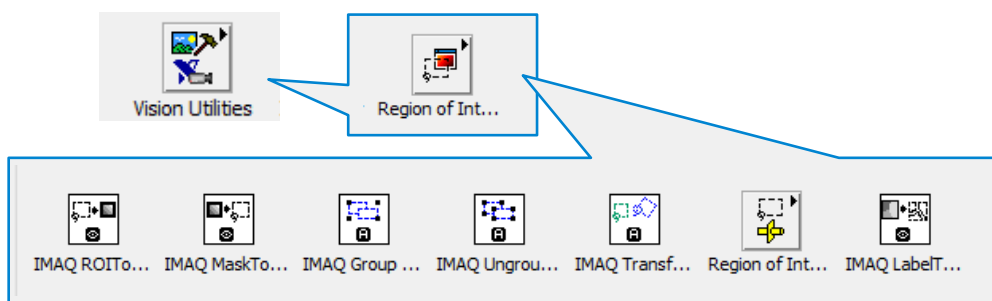 Vision Utilities
Region of Int...
IMAQ ROITo...
IMAQ MaskTo...
IMAQ Group ...
IMAQ Ungrou...
IMAQ Transf...
Region of Int...
IMAQ LabelT...